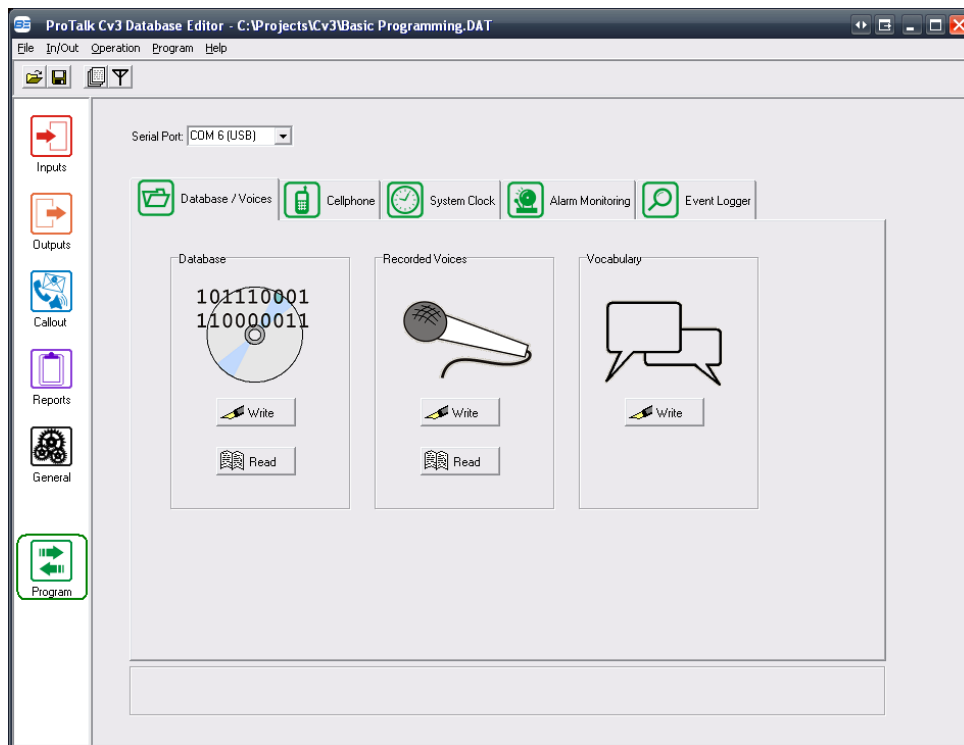 ProTalk Cv3 Database Editor - C:\Projects\Cv3\Basic Programming.DAT
File In/Out Operation Program Help
Inputs
Outputs
Callout
Reports
General
Program
Serial Port: COM 6 (USB)
Database / Voices Cellphone System Clock Alarm Monitoring Event Logger
Database Recorded Voices Vocabulary
101110001
110000011
Write Write Write
Read Read